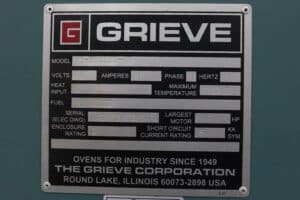 G GRIEVE
MODEL
VOLTS AMPERES PHASE HERTZ
HEAT INPUT MAXIMUM TEMPERATURE
FUEL
SERIAL (ELEC DWG) LARGEST MOTOR HP
ENCLOSURE RATING SHORT CIRCUIT CURRENT RATING KA SYM
OVENS FOR INDUSTRY SINCE 1949
THE GRIEVE CORPORATION
ROUND LAKE, ILLINOIS 60073-2898 USA